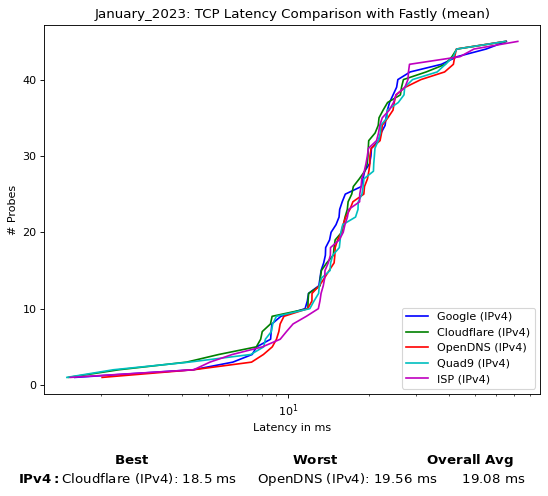 January_2023: TCP Latency Comparison with Fastly (mean)
# Probes
40
30
20
10
0
10¹
Latency in ms
Google (IPv4)
Cloudflare (IPv4)
OpenDNS (IPv4)
Quad9 (IPv4)
ISP (IPv4)
Best Worst Overall Avg
IPv4: Cloudflare (IPv4): 18.5 ms OpenDNS (IPv4): 19.56 ms 19.08 ms